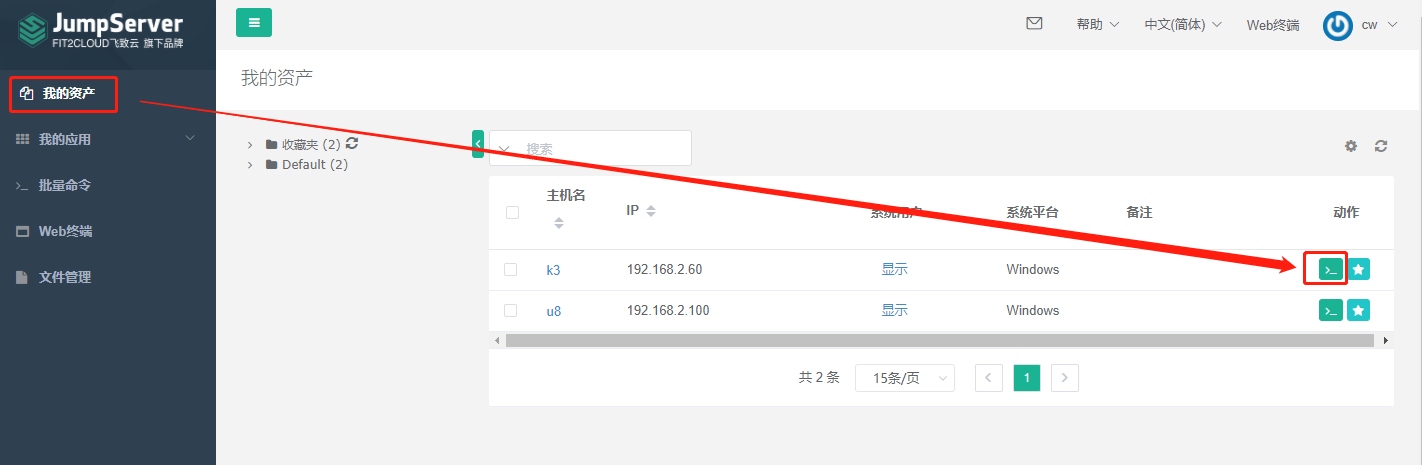 JumpServer
FIT2CLOUD飞致云 旗下品牌
帮助
中文(简体)
Web终端
cw
我的资产
我的应用
批量命令
Web终端
文件管理
我的资产
收藏夹 (2)
Default (2)
搜索
主机名 IP 系统用户 系统平台 备注 动作
k3 192.168.2.60 显示 Windows
u8 192.168.2.100 显示 Windows
共 2 条 15条/页 1